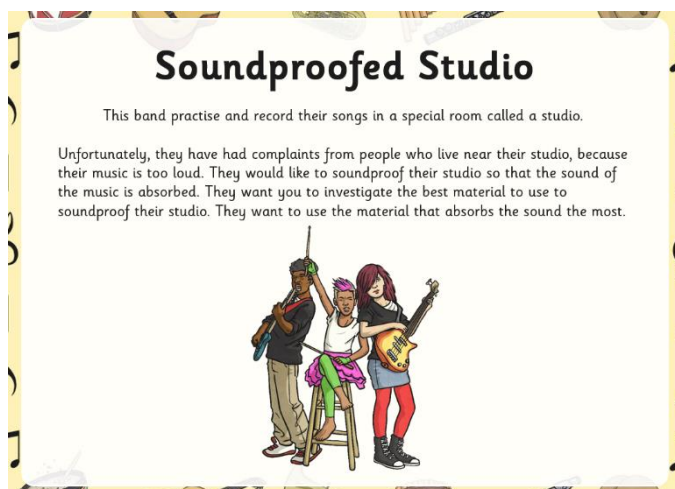 Soundproofed Studio
This band practise and record their songs in a special room called a studio.
Unfortunately, they have had complaints from people who live near their studio, because
their music is too loud. They would like to soundproof their studio so that the sound of
the music is absorbed. They want you to investigate the best material to use to
soundproof their studio. They want to use the material that absorbs the sound the most.